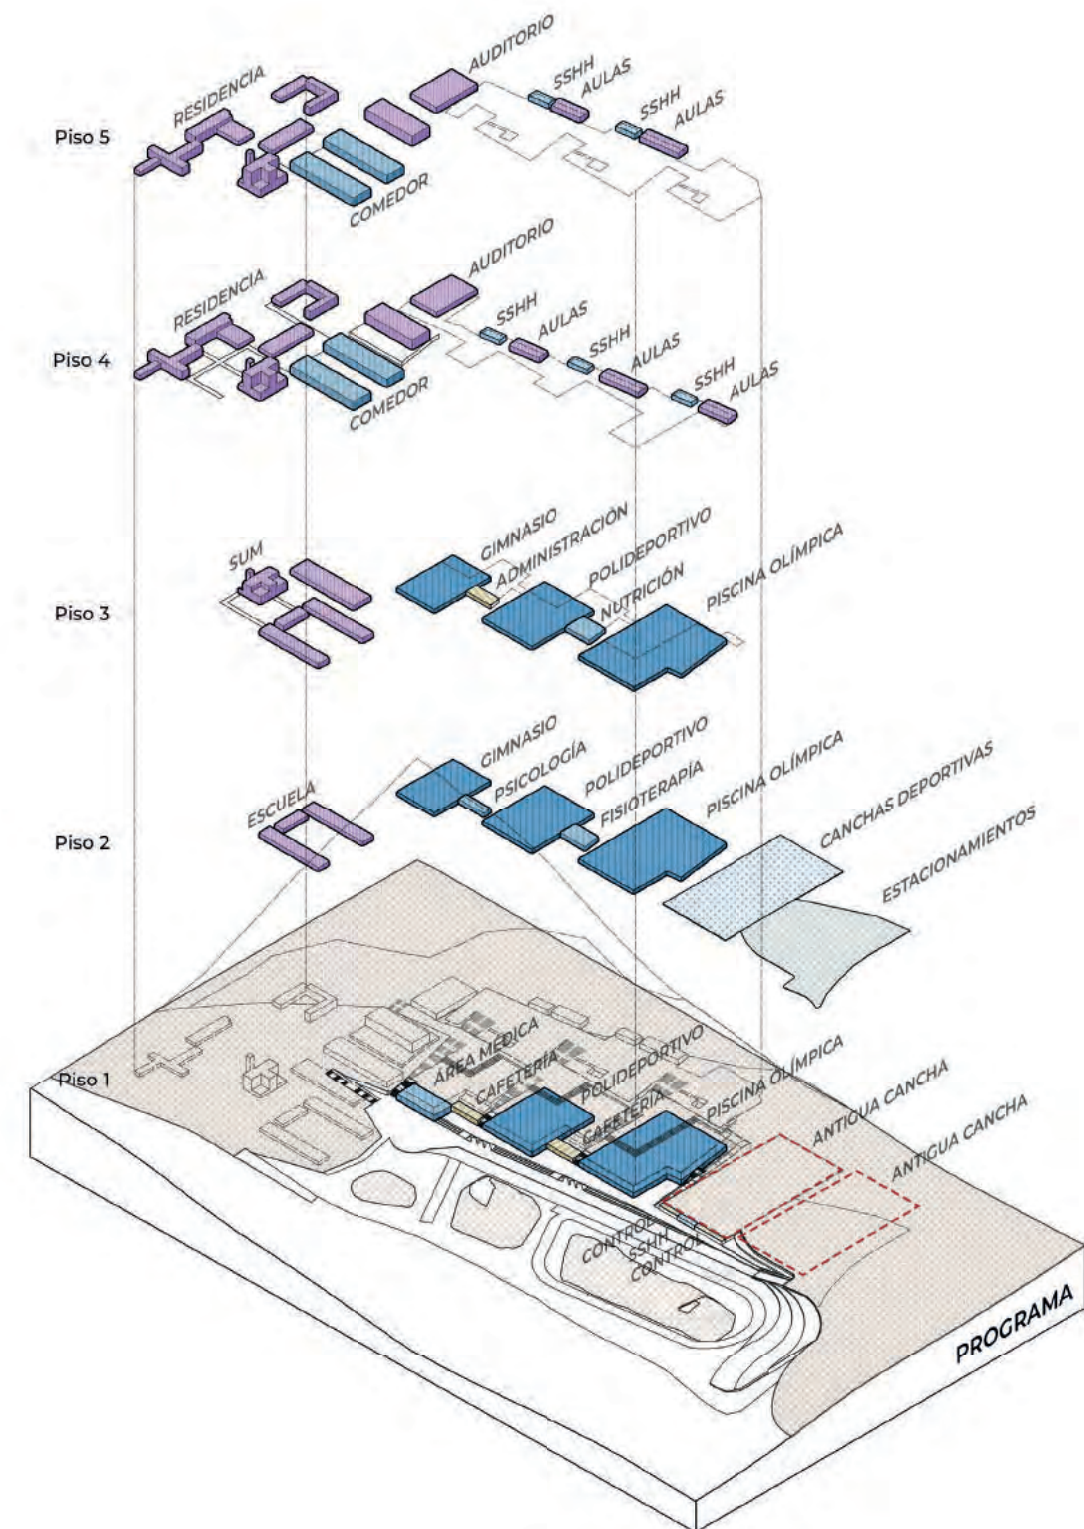 AUDITORIO
SSHH
AULAS
SSHH
AULAS
RESIDENCIA
Piso 5
COMEDOR
AUDITORIO
RESIDENCIA
SSHH
AULAS
SSHH
AULAS
SSHH
AULAS
Piso 4
COMEDOR
GIMNASIO
ADMINISTRACIÓN
POLIDEPORTIVO
NUTRICIÓN
PISCINA OLÍMPICA
SUM
Piso 3
GIMNASIO
PSICOLOGÍA
POLIDEPORTIVO
FISIOTERAPÍA
PISCINA OLÍMPICA
CANCHAS DEPORTIVAS
ESTACIONAMIENTOS
ESCUELA
Piso 2
ÁREA MÉDICA
CAFETERÍA
POLIDEPORTIVO
CAFETERÍA
PISCINA OLÍMPICA
ANTIGUA CANCHA
ANTIGUA CANCHA
Piso 1
CONTROL
SSHH
CONTROL
PROGRAMA